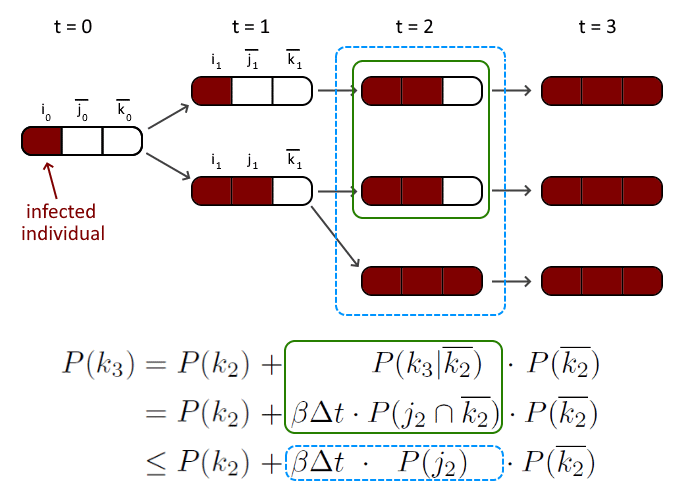 t = 0 t = 1 t = 2 t = 3
i₁ j̅₁ k̅₁
i₀ j̅₀ k̅₀
i₁ j₁ k̅₁
infected
individual
P(k₃) = P(k₂) + P(k₃|k̅₂) · P(k̅₂)
= P(k₂) + βΔt · P(j₂ ∩ k̅₂) · P(k̅₂)
≤ P(k₂) + βΔt · P(j₂) · P(k̅₂)